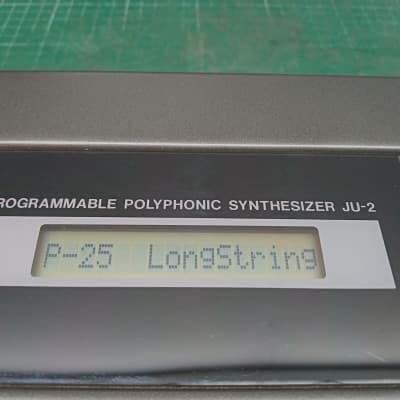 ROGRAMMABLE POLYPHONIC SYNTHESIZER JU-2
P-25 LongString